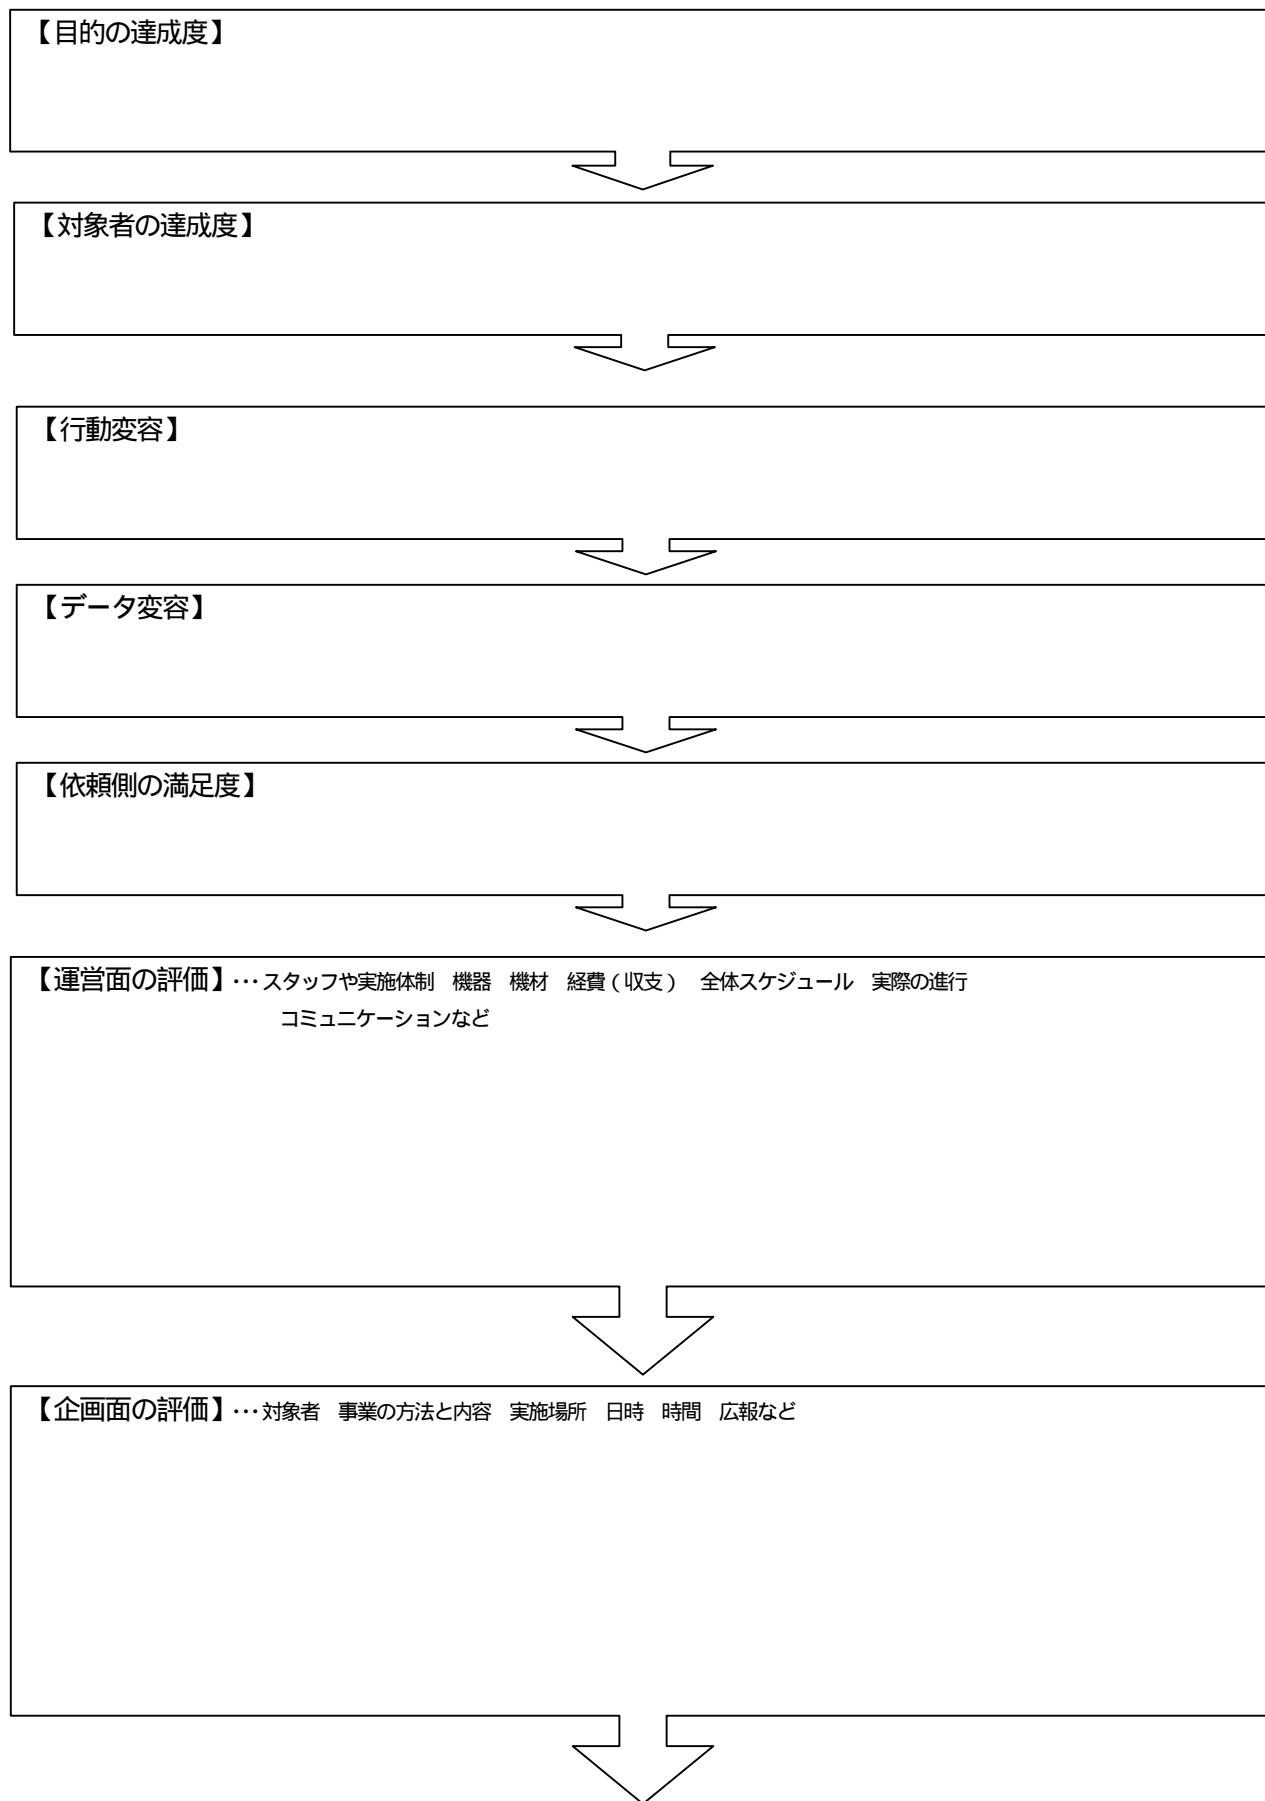 【目的の達成度】
【対象者の達成度】
【行動変容】
【データ変容】
【依頼側の満足度】
【運営面の評価】…スタッフや実施体制　機器　機材　経費（収支）　全体スケジュール　実際の進行
コミュニケーションなど
【企画面の評価】…対象者　事業の方法と内容　実施場所　日時　時間　広報など